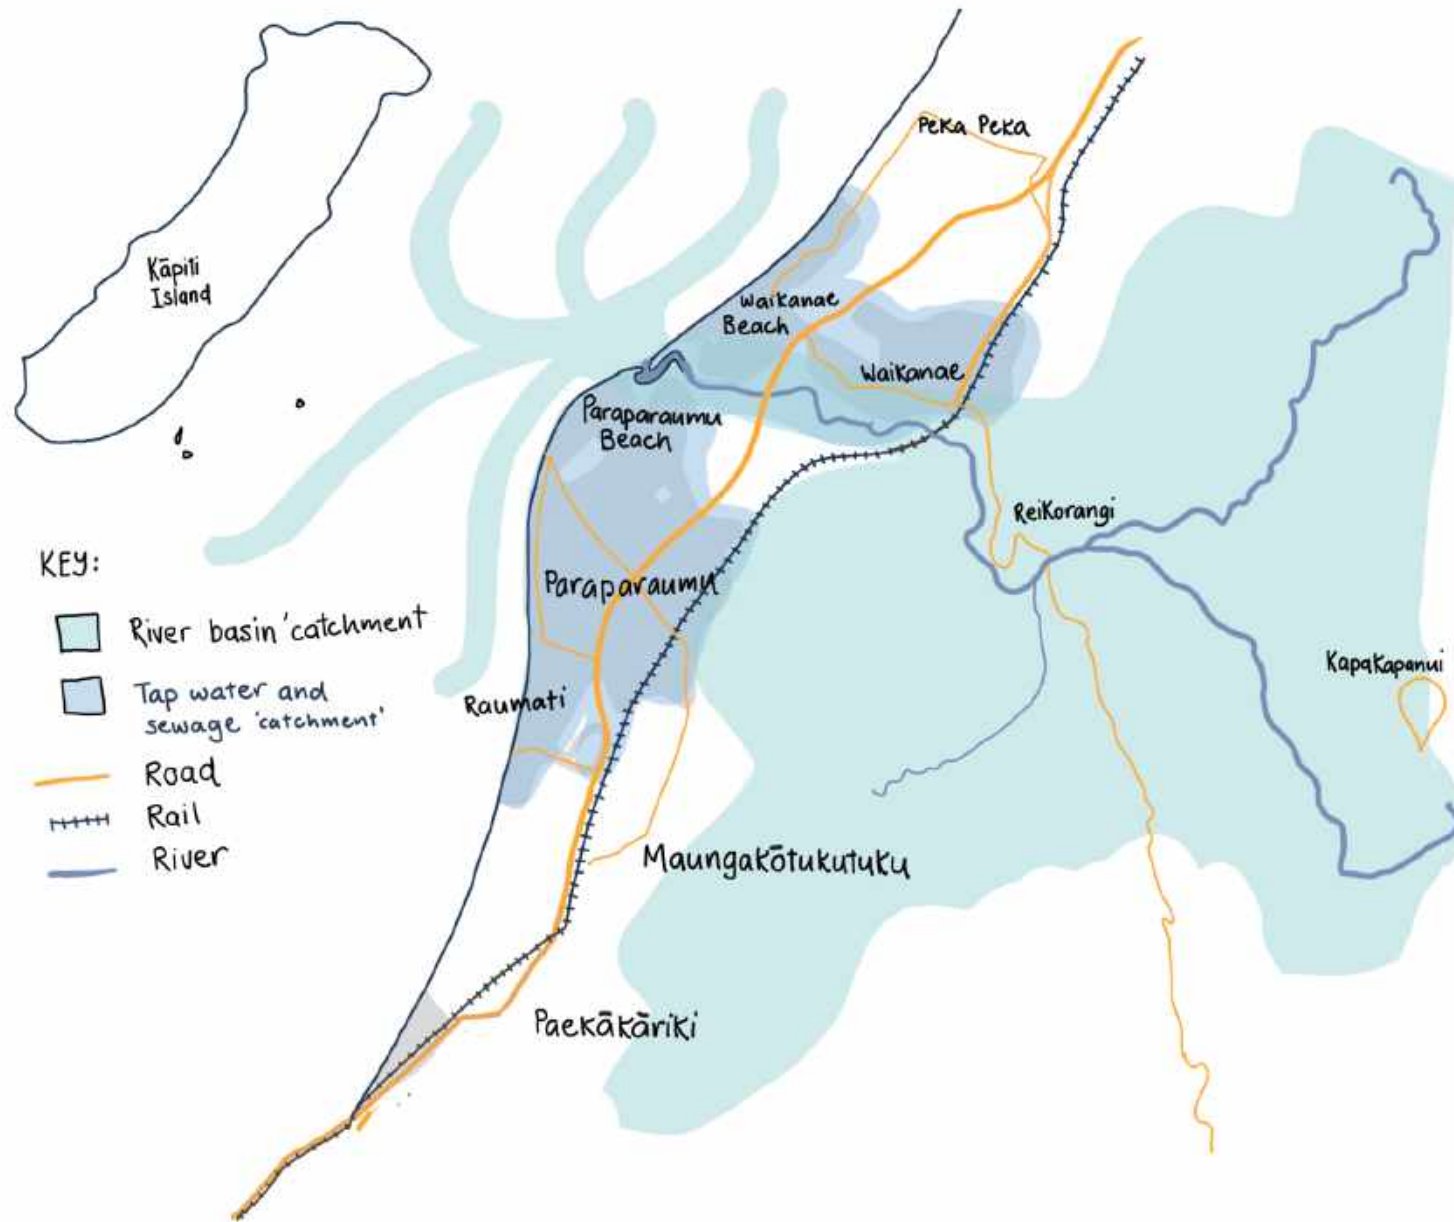 Peka Peka
Kāpiti
Island
Waikanae
Beach
Waikanae
Paraparaumu
Beach
Reikorangi
KEY:
River basin 'catchment
Tap water and
sewage 'catchment'
Road
Rail
River
Paraparaumu
Raumati
Kapakapanui
Maungakōtukutuku
Paekākāriki